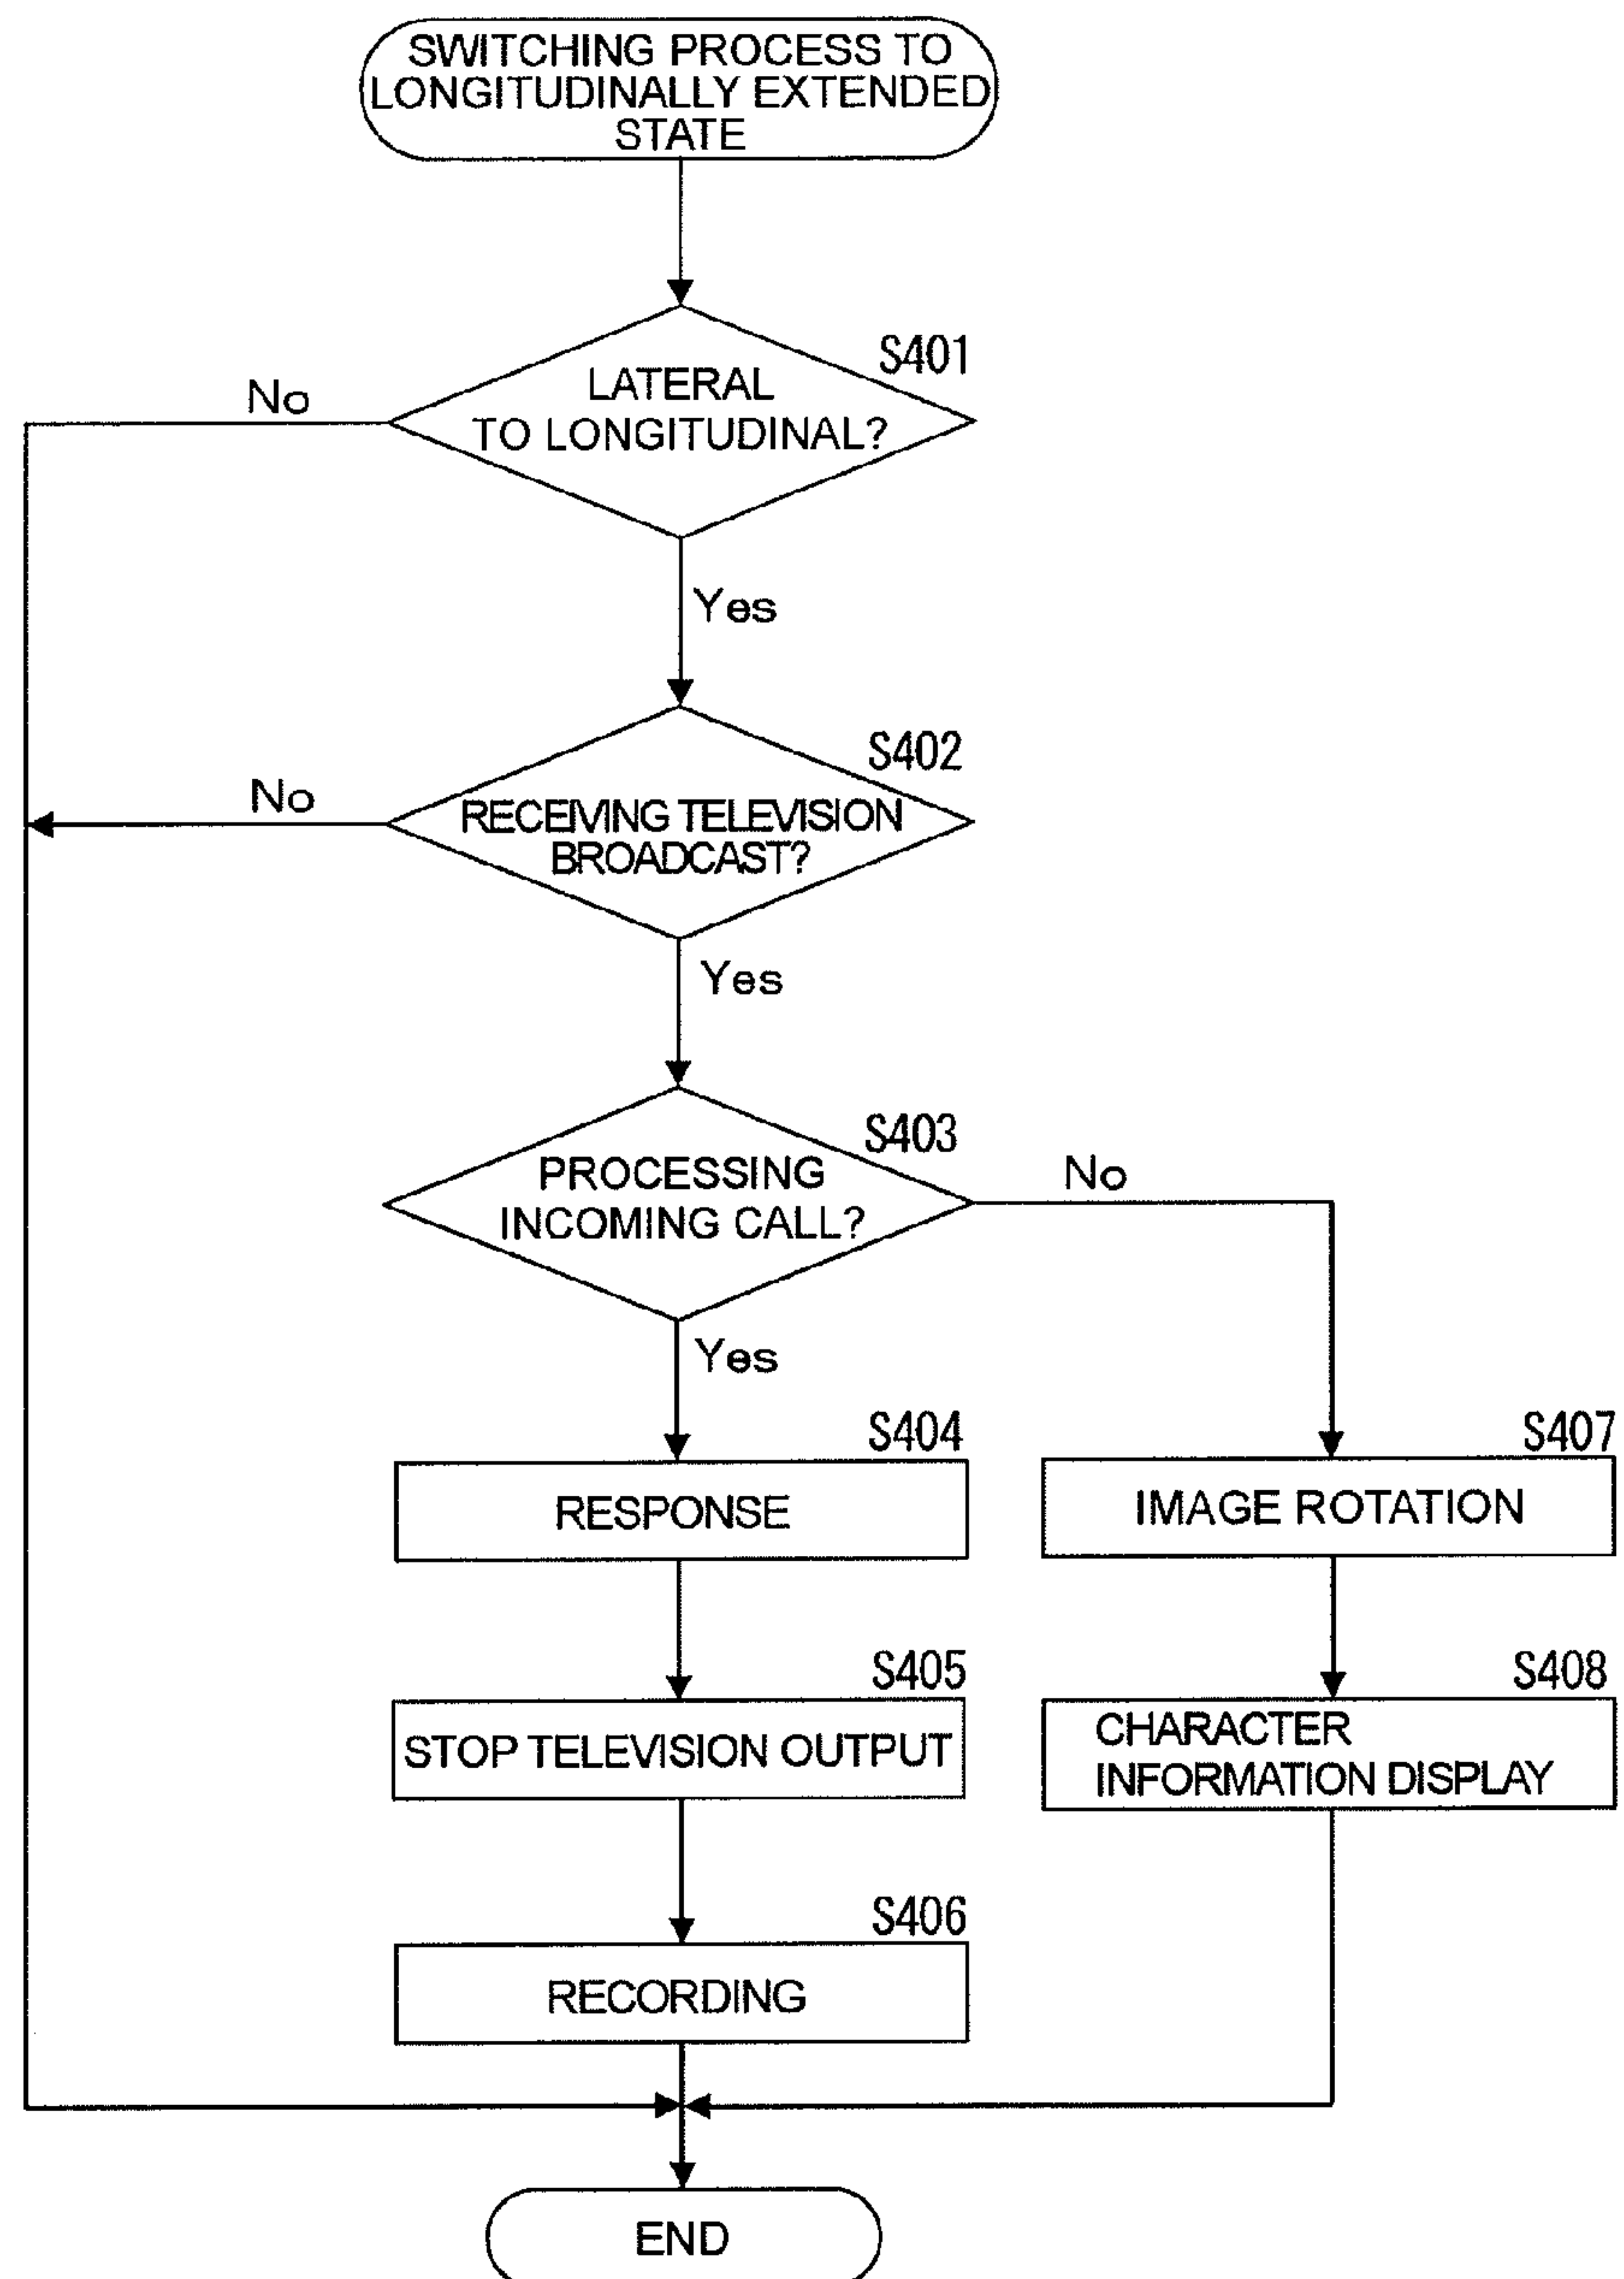 SWITCHING PROCESS TO
LONGITUDINALLY EXTENDED
STATE
S401
LATERAL
TO LONGITUDINAL?
No
Yes
S402
RECEIVING TELEVISION
BROADCAST?
No
Yes
S403
PROCESSING
INCOMING CALL?
No
Yes
S404
RESPONSE
S407
IMAGE ROTATION
S405
STOP TELEVISION OUTPUT
S408
CHARACTER
INFORMATION DISPLAY
S406
RECORDING
END